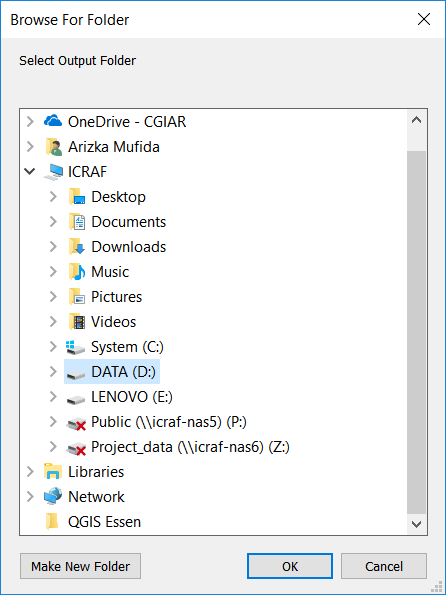 Browse For Folder
Select Output Folder
OneDrive - CGIAR
Arizka Mufida
ICRAF
Desktop
Documents
Downloads
Music
Pictures
Videos
System (C:)
DATA (D:)
LENOVO (E:)
Public (\\icraf-nas5) (P:)
Project_data (\\icraf-nas6) (Z:)
Libraries
Network
QGIS Essen
Make New Folder OK Cancel